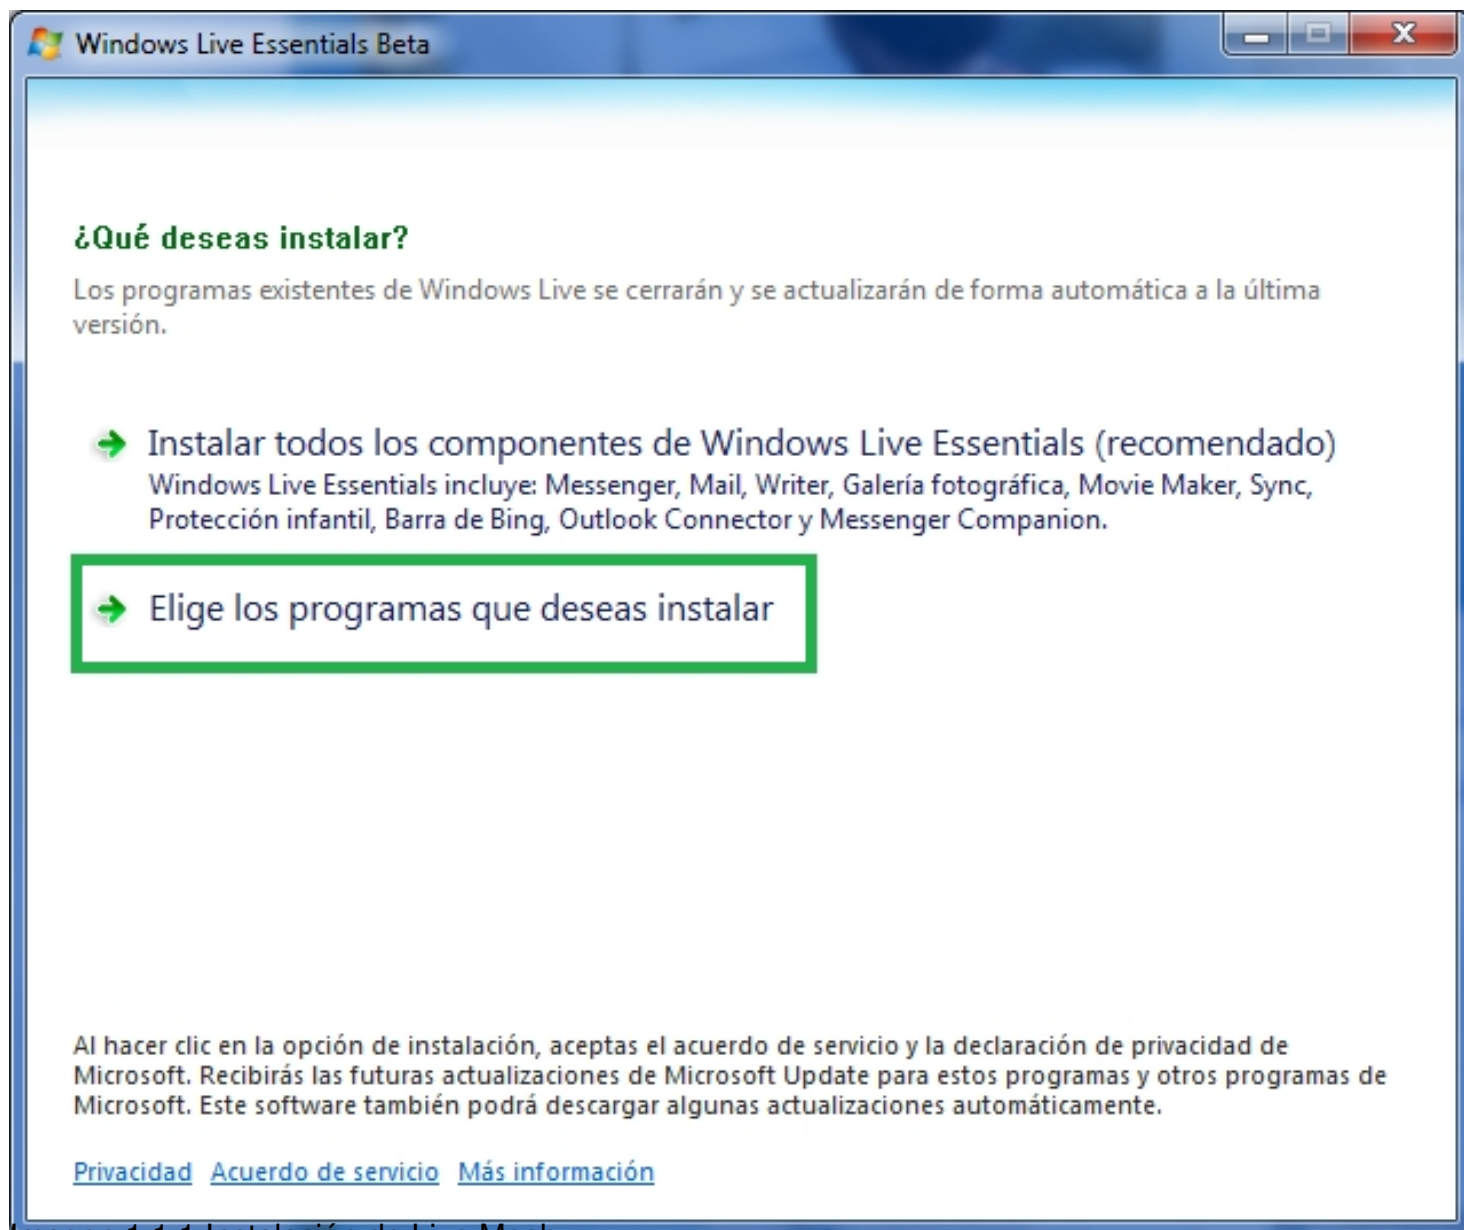 Windows Live Essentials Beta
¿Qué deseas instalar?
Los programas existentes de Windows Live se cerrarán y se actualizarán de forma automática a la última
versión.
Instalar todos los componentes de Windows Live Essentials (recomendado)
Windows Live Essentials incluye: Messenger, Mail, Writer, Galería fotográfica, Movie Maker, Sync,
Protección infantil, Barra de Bing, Outlook Connector y Messenger Companion.
Elige los programas que deseas instalar
Al hacer clic en la opción de instalación, aceptas el acuerdo de servicio y la declaración de privacidad de
Microsoft. Recibirás las futuras actualizaciones de Microsoft Update para estos programas y otros programas de
Microsoft. Este software también podrá descargar algunas actualizaciones automáticamente.
Privacidad Acuerdo de servicio Más información